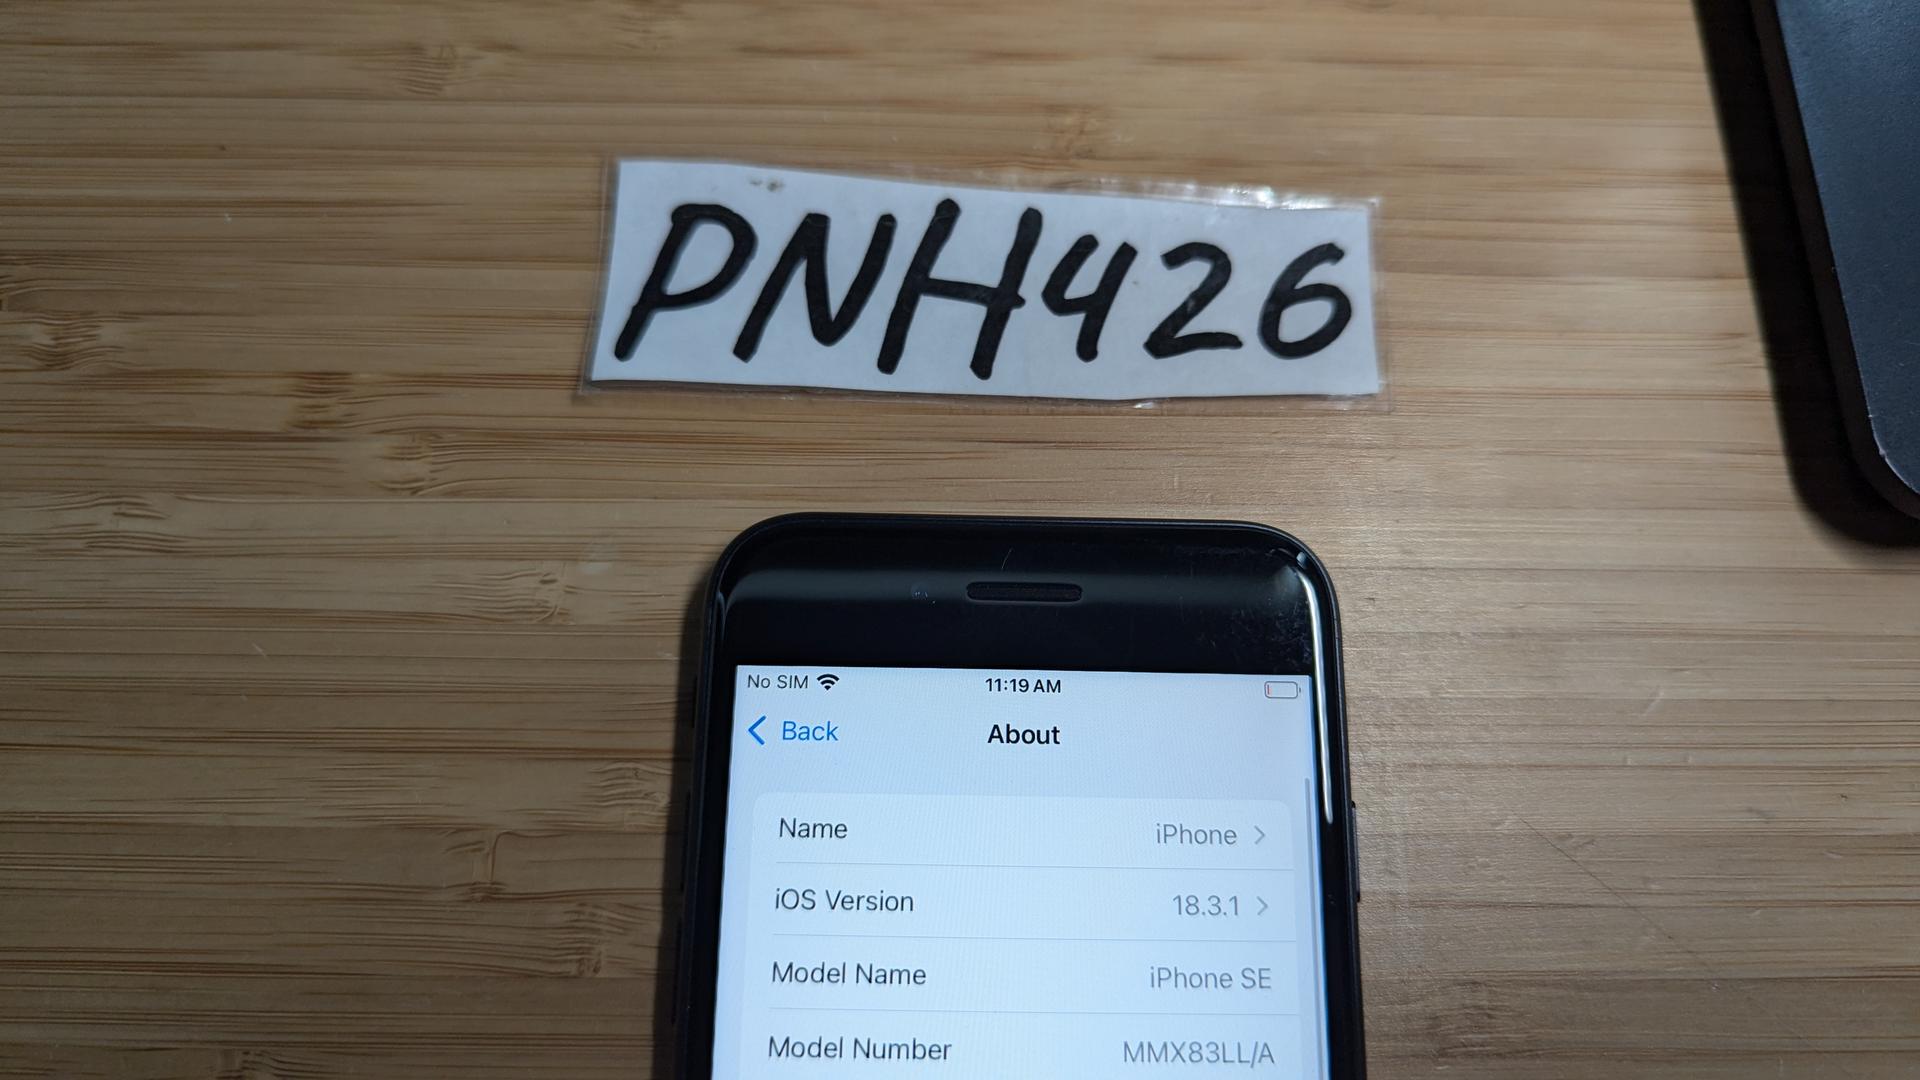 PNH426
No SIM 11:19 AM
Back About
Name iPhone
iOS Version 18.3.1
Model Name iPhone SE
Model Number MMX83LL/A